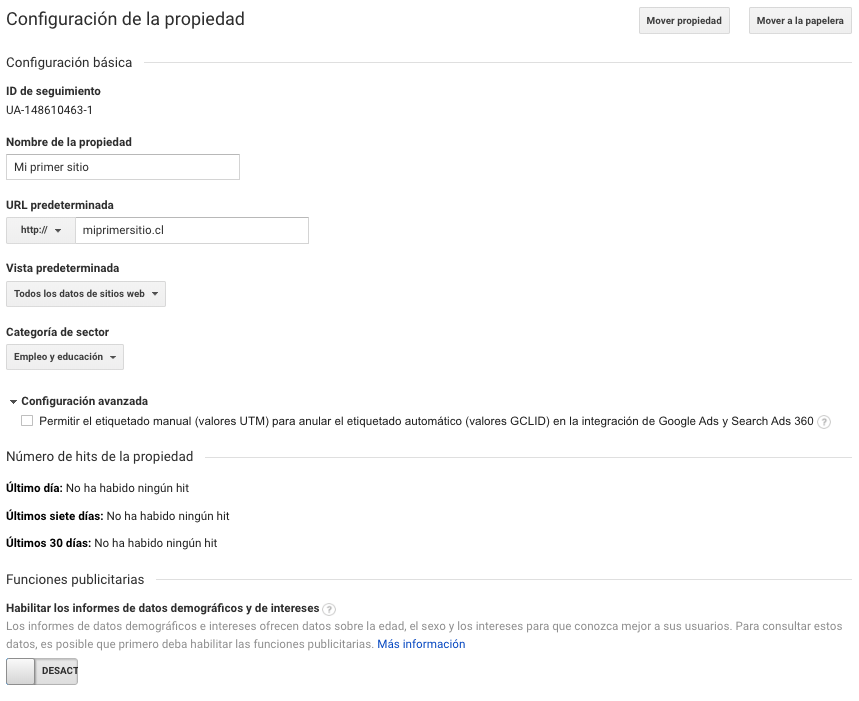 Configuración de la propiedad
Mover propiedad
Mover a la papelera
Configuración básica
ID de seguimiento
UA-148610463-1
Nombre de la propiedad
Mi primer sitio
URL predeterminada
http://
miprimersitio.cl
Vista predeterminada
Todos los datos de sitios web
Categoría de sector
Empleo y educación
Configuración avanzada
Permitir el etiquetado manual (valores UTM) para anular el etiquetado automático (valores GCLID) en la integración de Google Ads y Search Ads 360 ?
Número de hits de la propiedad
Último día: No ha habido ningún hit
Últimos siete días: No ha habido ningún hit
Últimos 30 días: No ha habido ningún hit
Funciones publicitarias
Habilitar los informes de datos demográficos y de intereses ?
Los informes de datos demográficos e intereses ofrecen datos sobre la edad, el sexo y los intereses para que conozca mejor a sus usuarios. Para consultar estos
datos, es posible que primero deba habilitar las funciones publicitarias. Más información
DESACT